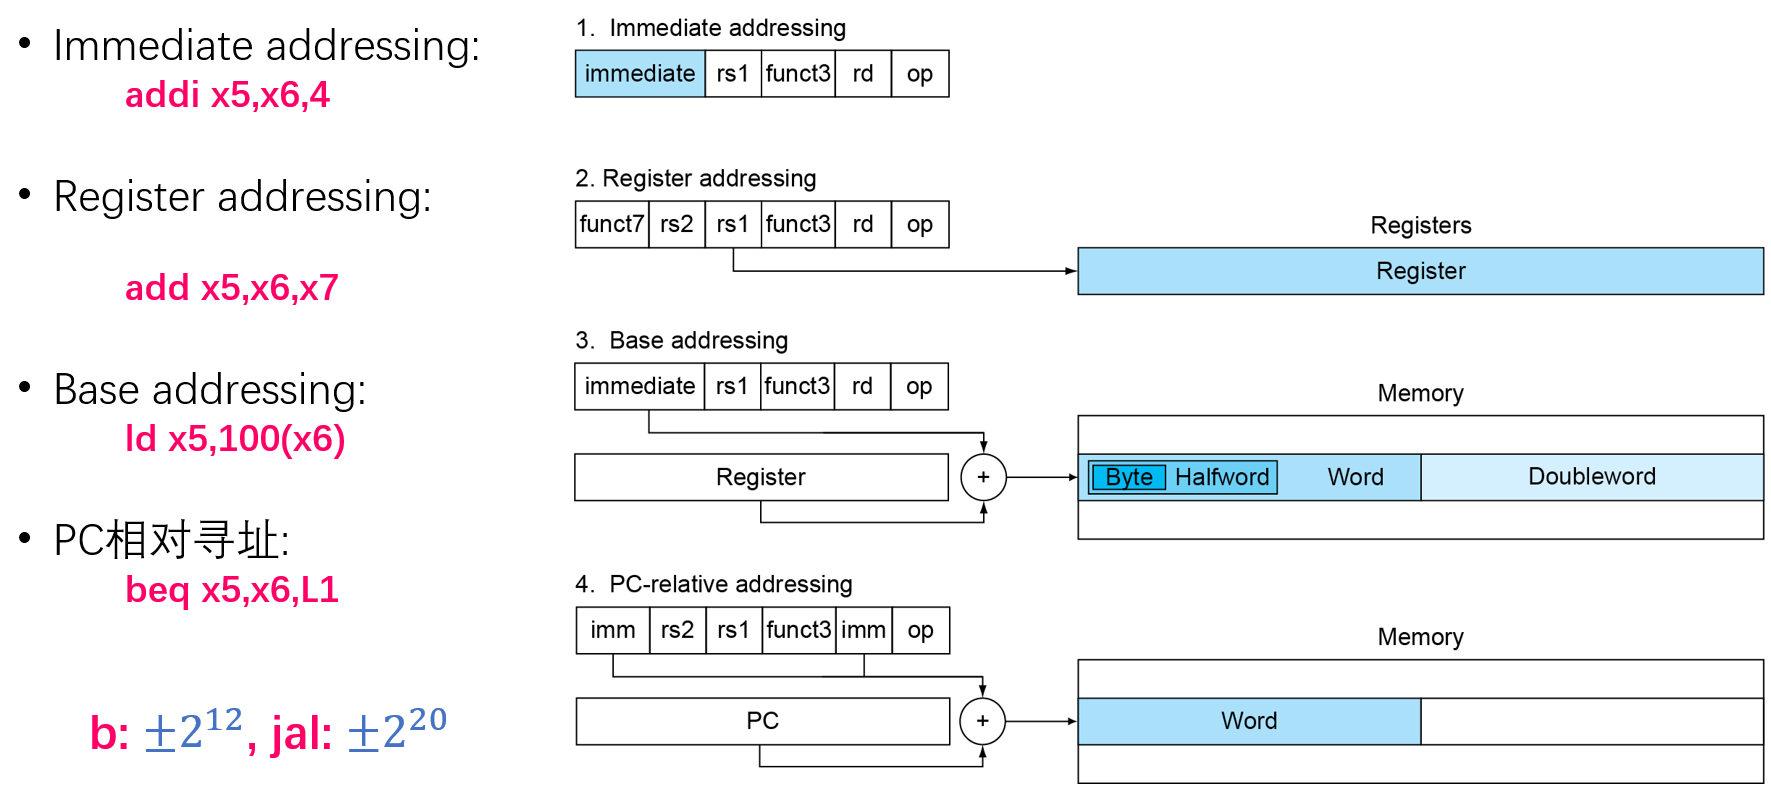 • Immediate addressing:
addi x5,x6,4
• Register addressing:
add x5,x6,x7
• Base addressing:
ld x5,100(x6)
• PC相对寻址:
beq x5,x6,L1
b: ±2^12, jal: ±2^20
1. Immediate addressing
immediate rs1 funct3 rd op
2. Register addressing
funct7 rs2 rs1 funct3 rd op
Registers
Register
3. Base addressing
immediate rs1 funct3 rd op
Memory
Register + Byte Halfword Word Doubleword
4. PC-relative addressing
imm rs2 rs1 funct3 imm op
Memory
PC + Word